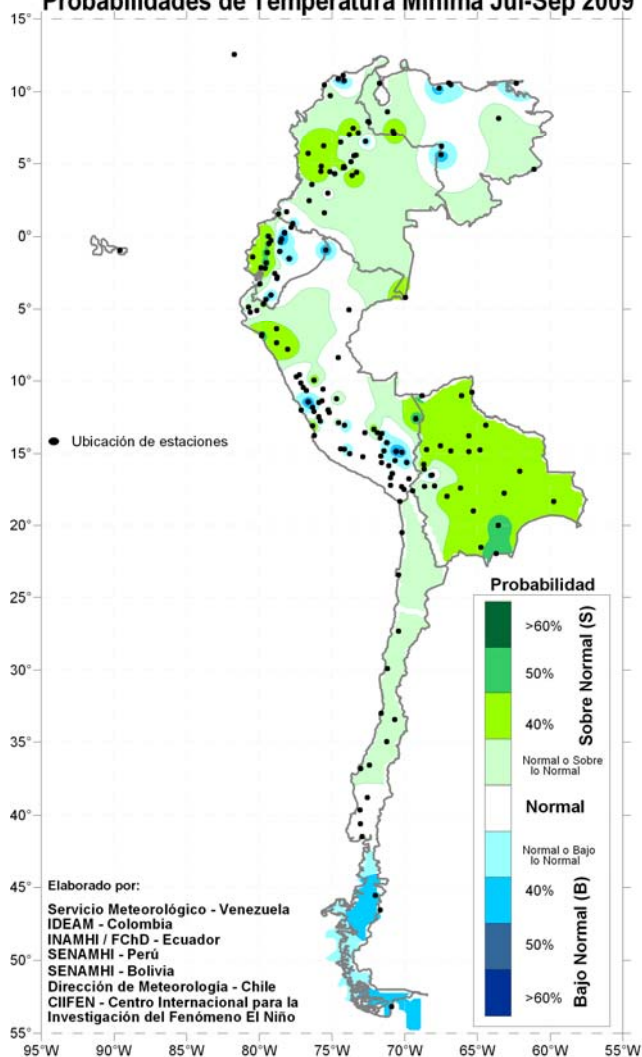 Probabilidades de Temperatura Mínima Jul-Sep 2009
15°
10°
5°
0°
5°
10°
15°
20°
25°
30°
35°
40°
45°
50°
55°
95°W
90°W
85°W
80°W
75°W
70°W
65°W
60°W
55°W
Ubicación de estaciones
Probabilidad
>60%
50%
40%
Sobre Normal (S)
Normal o Sobre
lo Normal
Normal
Normal o Bajo
lo Normal
40%
50%
>60%
Bajo Normal (B)
Elaborado por:
Servicio Meteorológico - Venezuela
IDEAM - Colombia
INAMHI / FChD - Ecuador
SENAMHI - Perú
SENAMHI - Bolivia
Dirección de Meteorología - Chile
CIIFEN - Centro Internacional para la
Investigación del Fenómeno El Niño